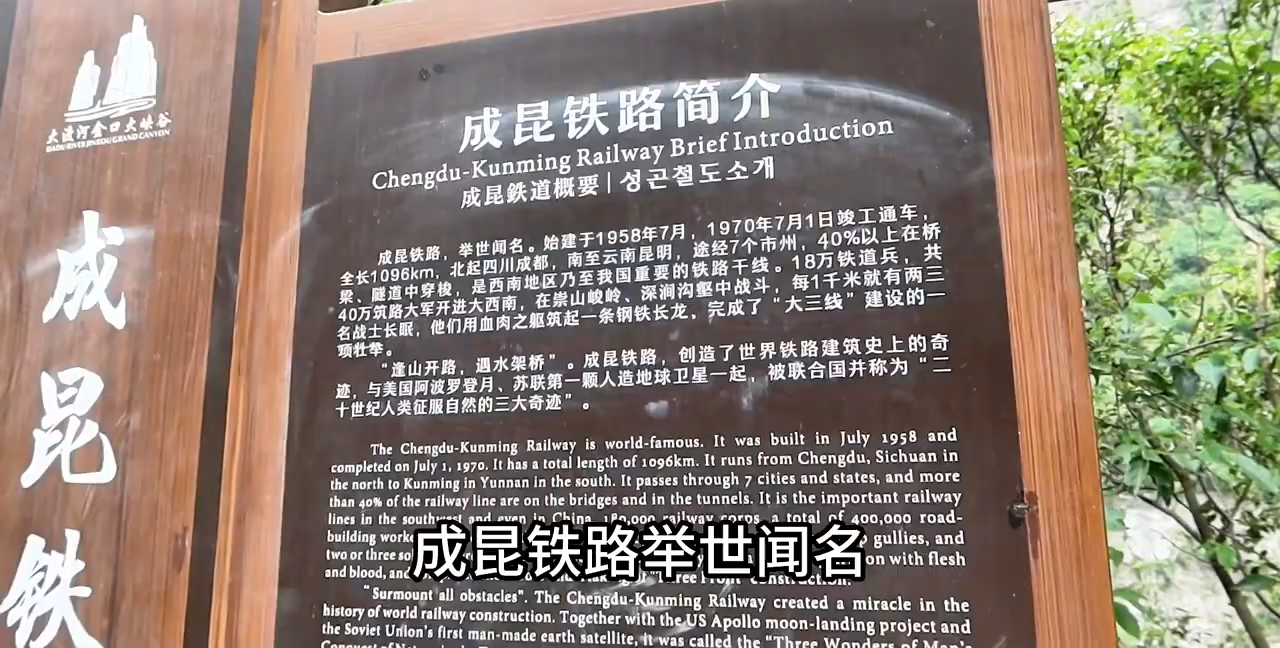 大渡河金口大峡谷
DADU RIVER JINKOU GRAND CANYON
成昆铁
成昆铁路简介
Chengdu-Kunming Railway Brief Introduction
成昆鉄道概要 | 성곤철도소개
成昆铁路，举世闻名。始建于1958年7月，1970年7月1日竣工通车，
全长1096km，北起四川成都，南至云南昆明，途经7个市州，40%以上在桥
梁、隧道中穿梭，是西南地区乃至我国重要的铁路干线。18万铁道兵，共
40万筑路大军开进大西南，在崇山峻岭、深涧沟壑中战斗，每1千米就有两三
名战士长眠，他们用血肉之躯筑起一条钢铁长龙，完成了“大三线”建设的一
项壮举。
“逢山开路，遇水架桥”。成昆铁路，创造了世界铁路建筑史上的奇
迹，与美国阿波罗登月、苏联第一颗人造地球卫星一起，被联合国并称为“二
十世纪人类征服自然的三大奇迹”。
The Chengdu-Kunming Railway is world-famous. It was built in July 1958 and
completed on July 1, 1970. It has a total length of 1096km. It runs from Chengdu, Sichuan in
the north to Kunming in Yunnan in the south. It passes through 7 cities and states, and more
than 40% of the railway line are on the bridges and in the tunnels. It is the important railway
lines in the southwest and even in China. 180,000 railway corps, a total of 400,000 road-
building gullies, and
two or three on with flesh
and blood, and "Three Front" construction.
成昆铁路举世闻名
"Surmount all obstacles". The Chengdu-Kunming Railway created a miracle in the
history of world railway construction. Together with the US Apollo moon-landing project and
the Soviet Union's first man-made earth satellite, it was called the "Three Wonders of Man's